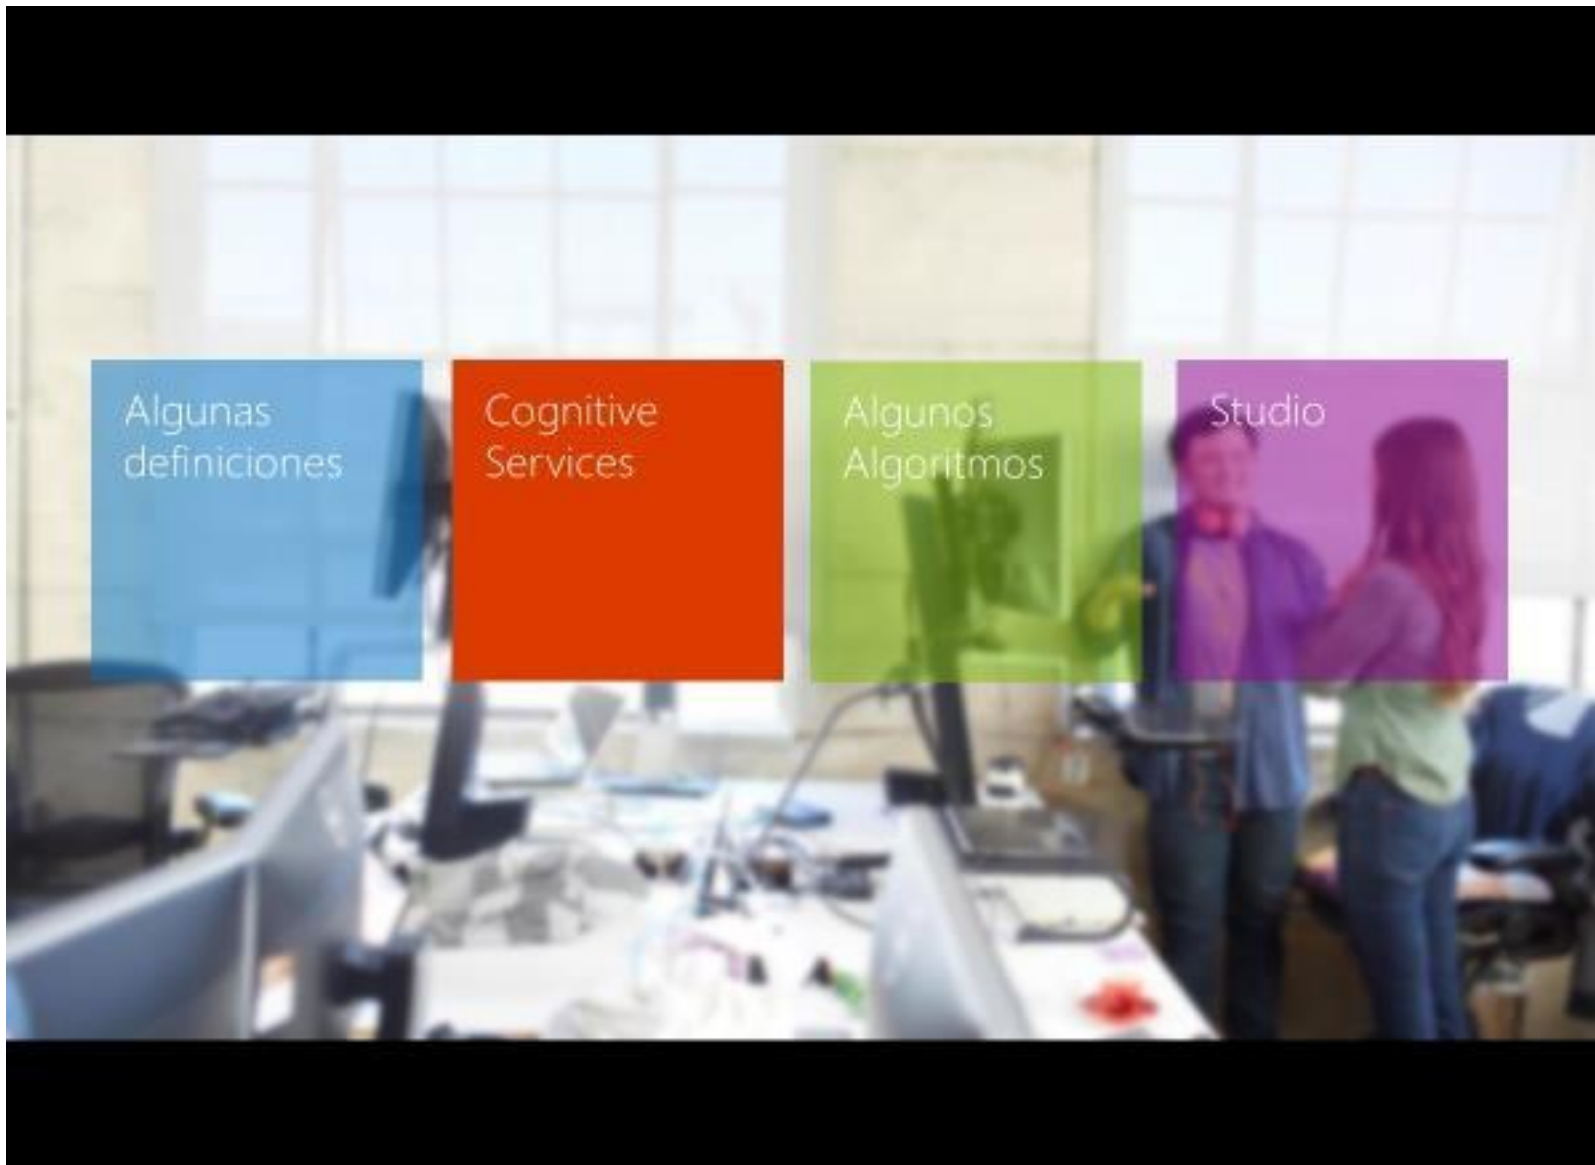 Algunas
definiciones
Cognitive
Services
Algunos
Algoritmos
Studio